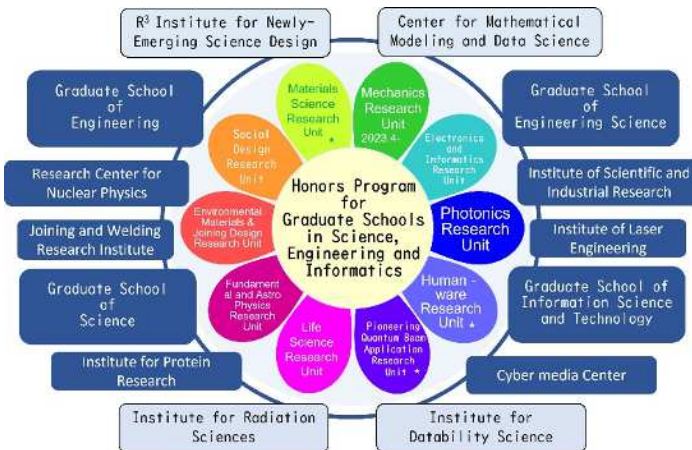 R³ Institute for Newly-
Emerging Science Design
Center for Mathematical
Modeling and Data Science
Graduate School
of
Engineering
Research Center for
Nuclear Physics
Joining and Welding
Research Institute
Graduate School
of
Science
Institute for Protein
Research
Materials
Science
Research
Unit *
Mechanics
Research
Unit
2023.4-
Social
Design
Research
Unit
Electronics
and
Informatics
Research
Unit
Environmental
Materials &
Joining Design
Research Unit
Honors Program
for
Graduate Schools
in Science,
Engineering and
Informatics
Photonics
Research
Unit
Fundament
al and Astro
Physics
Research
Unit
Human -
ware
Research
Unit *
Life
Science
Research
Unit
Pioneering
Quantum Beam
Application
Research
Unit *
Graduate School
of
Engineering Science
Institute of Scientific and
Industrial Research
Institute of Laser
Engineering
Graduate School of
Information Science
and Technology
Cyber media Center
Institute for Radiation
Sciences
Institute for
Datability Science